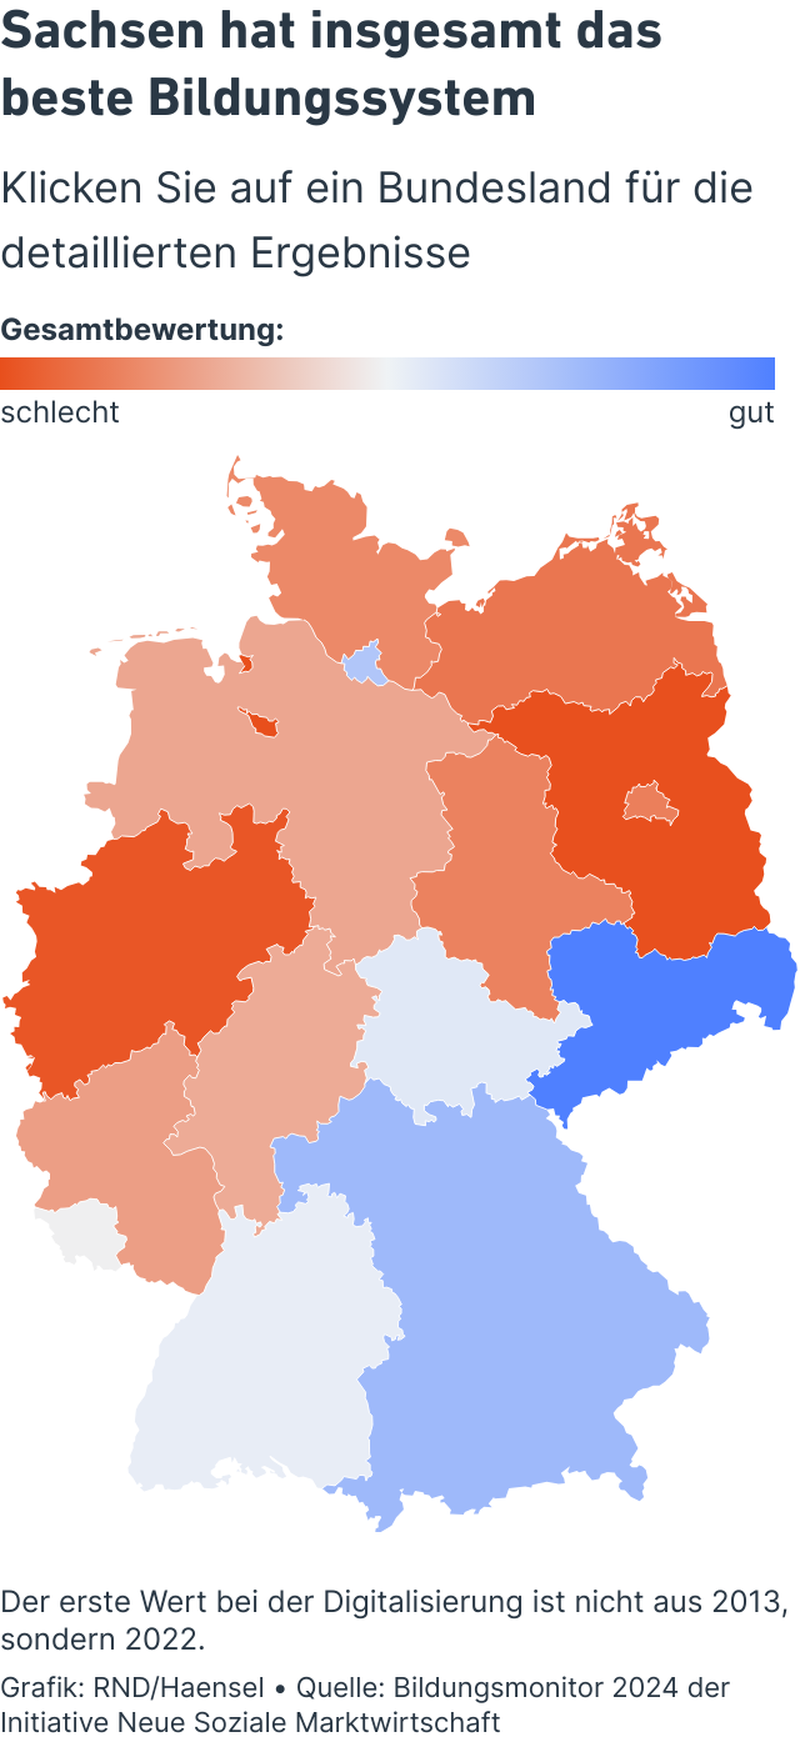 Sachsen hat insgesamt das
beste Bildungssystem
Klicken Sie auf ein Bundesland für die
detaillierten Ergebnisse
Gesamtbewertung:
schlecht
gut
Der erste Wert bei der Digitalisierung ist nicht aus 2013,
sondern 2022.
Grafik: RND/Haensel • Quelle: Bildungsmonitor 2024 der
Initiative Neue Soziale Marktwirtschaft